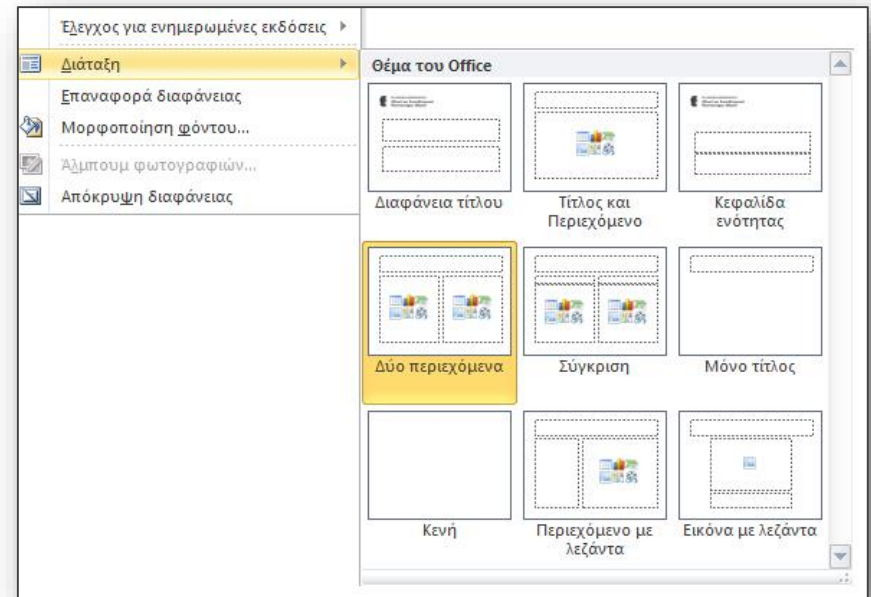 Έλεγχος για ενημερωμένες εκδόσεις
Διάταξη
Επαναφορά διαφάνειας
Μορφοποίηση φόντου...
Άλμπουμ φωτογραφιών...
Απόκρυψη διαφάνειας
Θέμα του Office
Διαφάνεια τίτλου
Τίτλος και
Περιεχόμενο
Κεφαλίδα
ενότητας
Δύο περιεχόμενα
Σύγκριση
Μόνο τίτλος
Κενή
Περιεχόμενο με
λεζάντα
Εικόνα με λεζάντα